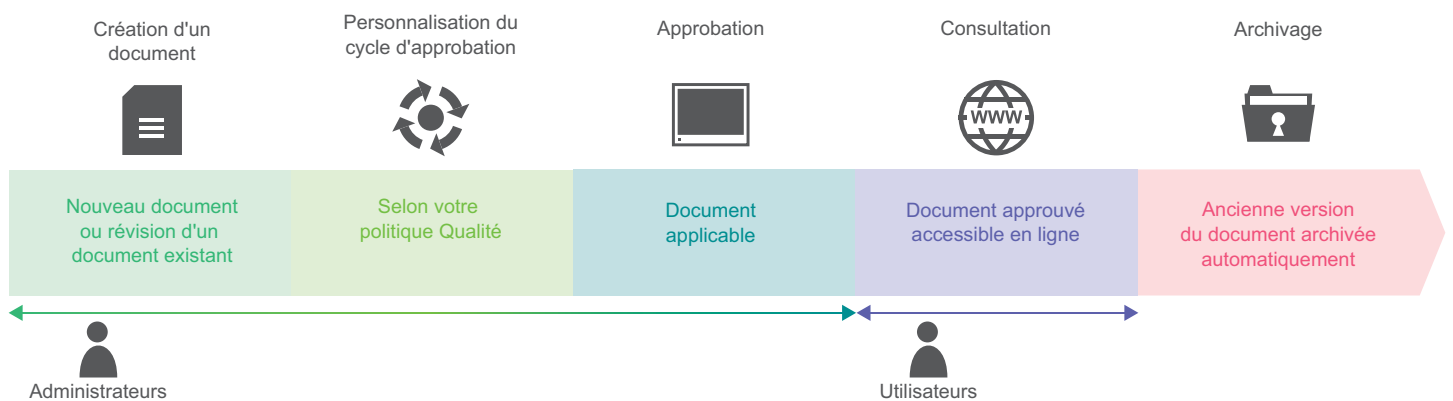 Création d'un
document
Personnalisation du
cycle d'approbation
Approbation
Consultation
Archivage
WWW
Nouveau document
ou révision d'un
document existant
Selon votre
politique Qualité
Document
applicable
Document approuvé
accessible en ligne
Ancienne version
du document archivée
automatiquement
Administrateurs
Utilisateurs